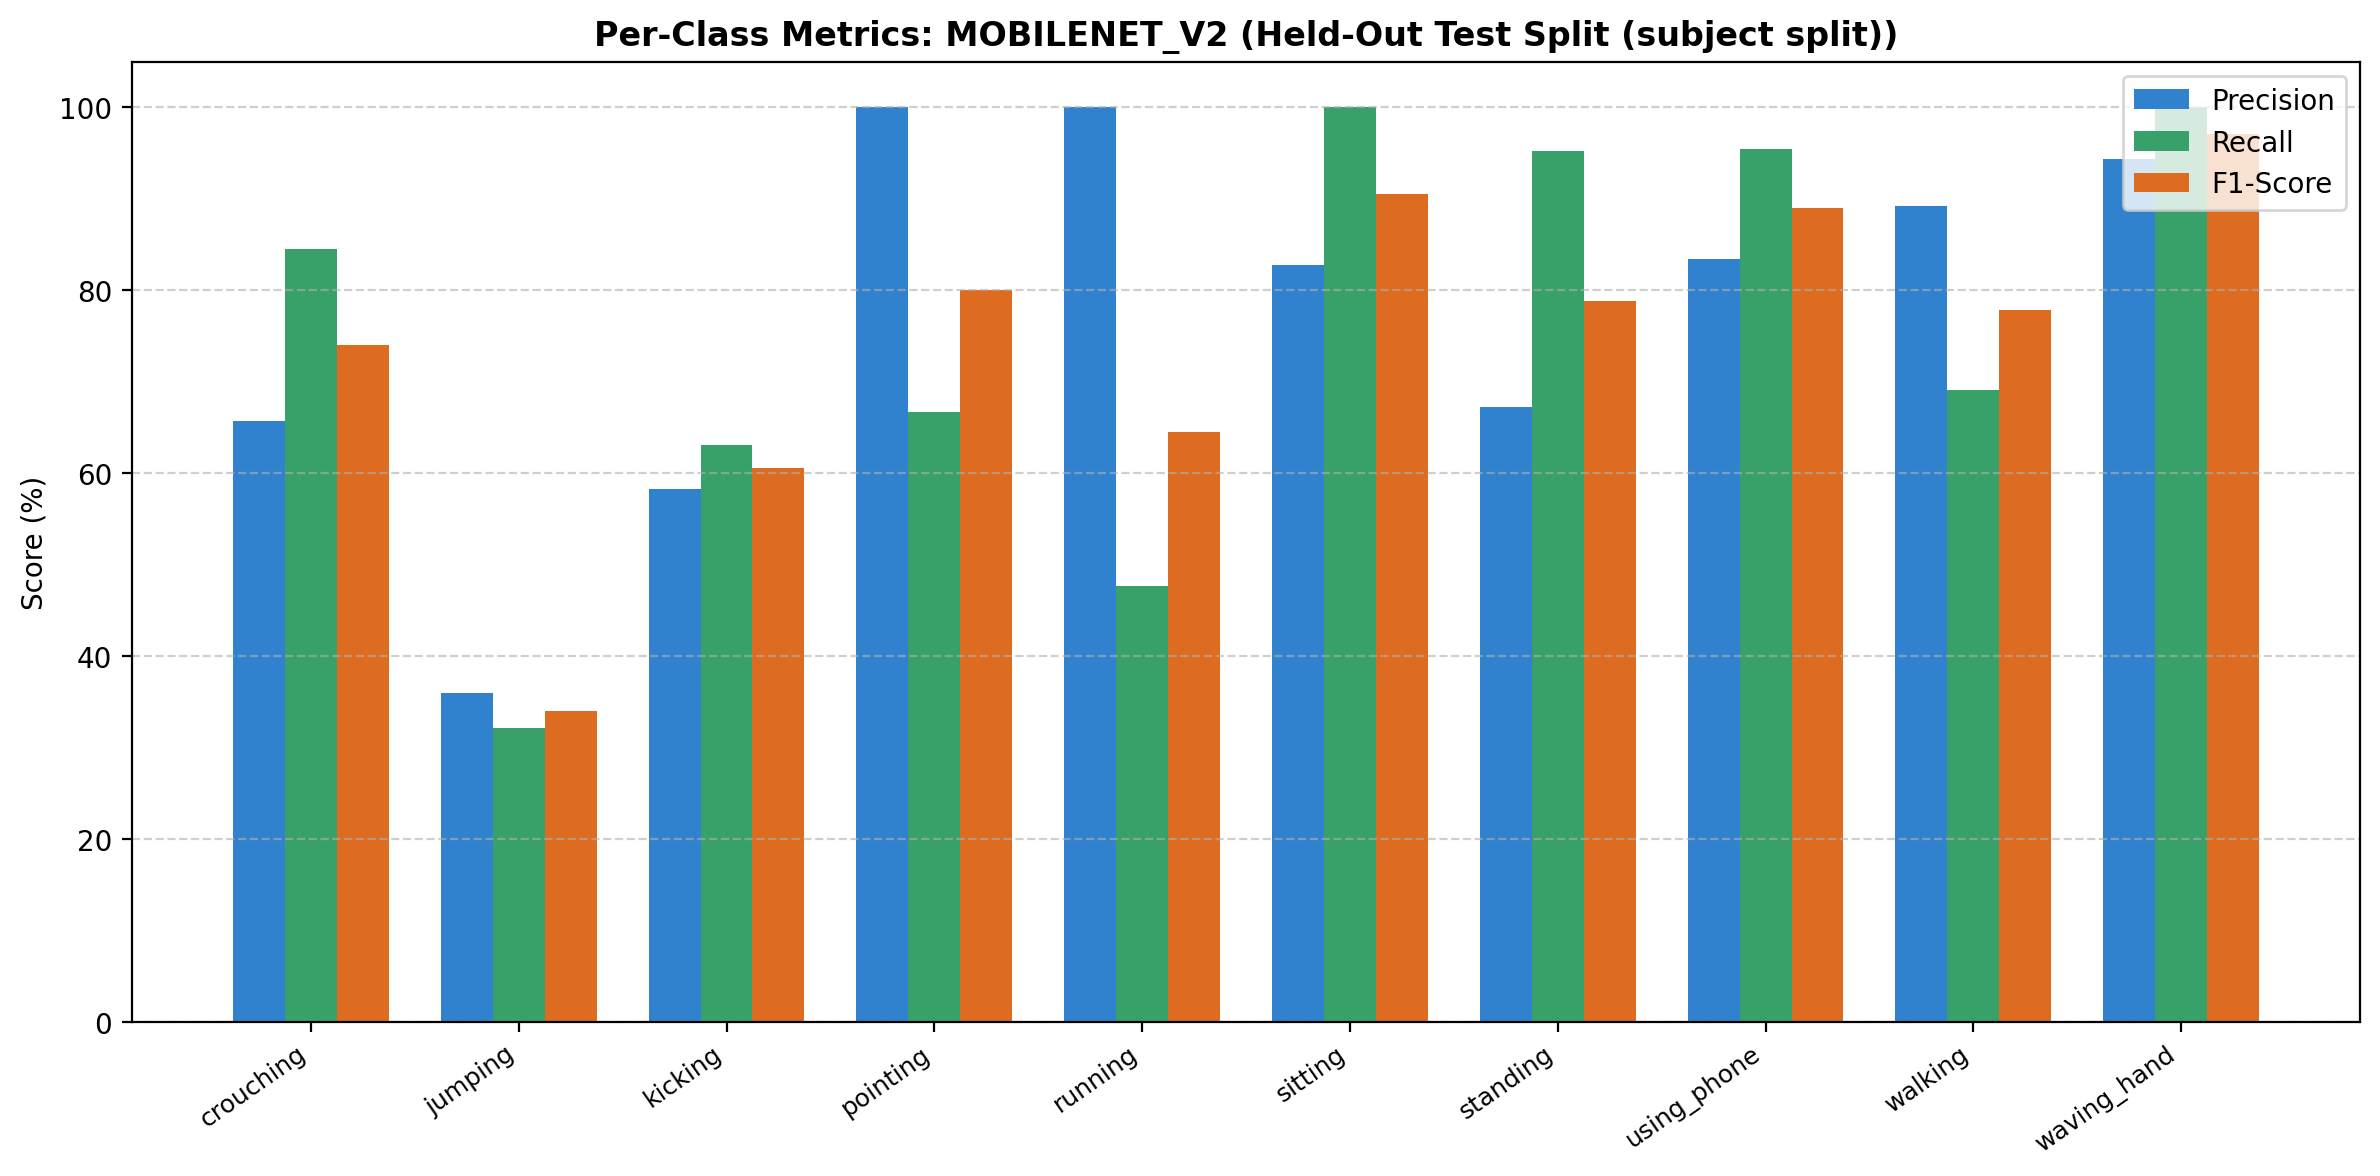 Per-Class Metrics: MOBILENET_V2 (Held-Out Test Split (subject split))
Precision
Recall
F1-Score
Score (%)
100
80
60
40
20
0
crouching
jumping
kicking
pointing
running
sitting
standing
using_phone
walking
waving_hand